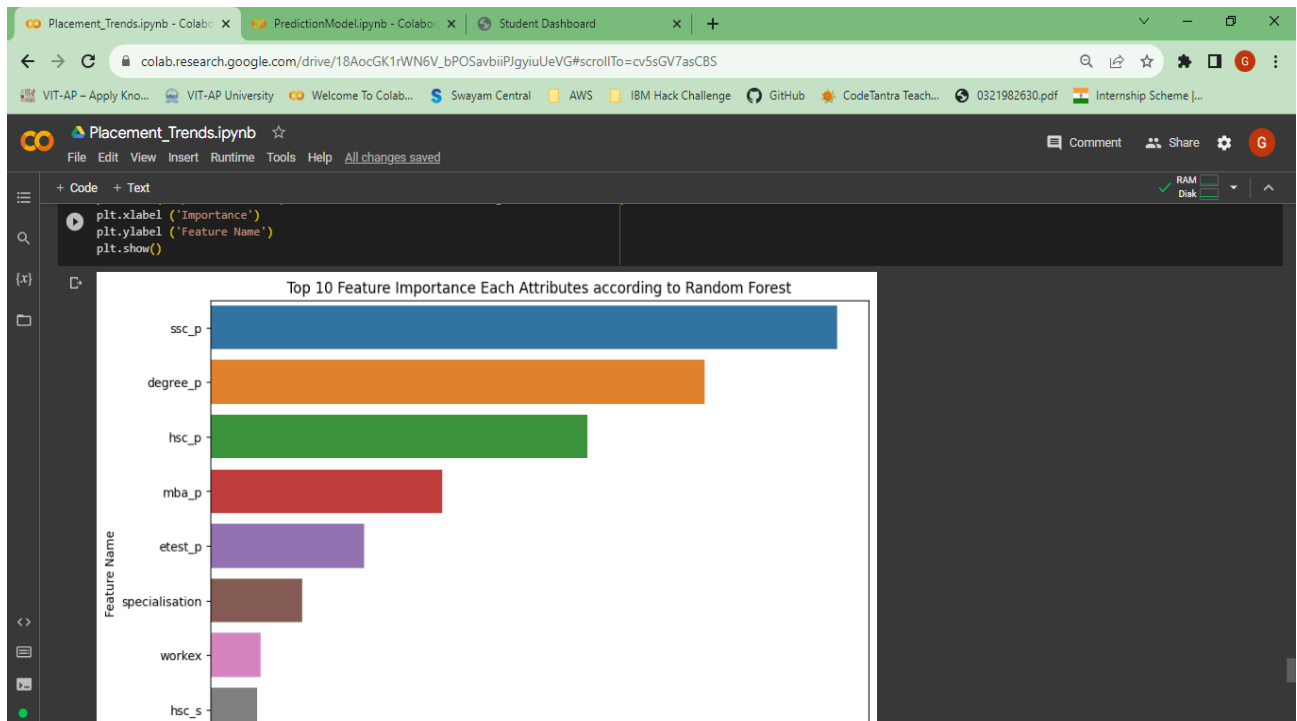 Placement_Trends.ipynb - Colabo
PredictionModel.ipynb - Colabor
Student Dashboard
colab.research.google.com/drive/18AocGK1rWN6V_bPOSavbiiPJgyiuUeVG#scrollTo=cv5sGV7asCBS
G
VIT-AP – Apply Kno...
VIT-AP University
Welcome To Colab...
Swayam Central
AWS
IBM Hack Challenge
GitHub
CodeTantra Teach...
0321982630.pdf
Internship Scheme |...
Placement_Trends.ipynb
Comment
Share
G
File Edit View Insert Runtime Tools Help All changes saved
+ Code + Text
RAM
Disk
plt.xlabel ('Importance')
plt.ylabel ('Feature Name')
plt.show()
{x}
Top 10 Feature Importance Each Attributes according to Random Forest
ssc_p
degree_p
hsc_p
mba_p
etest_p
specialisation
workex
hsc_s
Feature Name